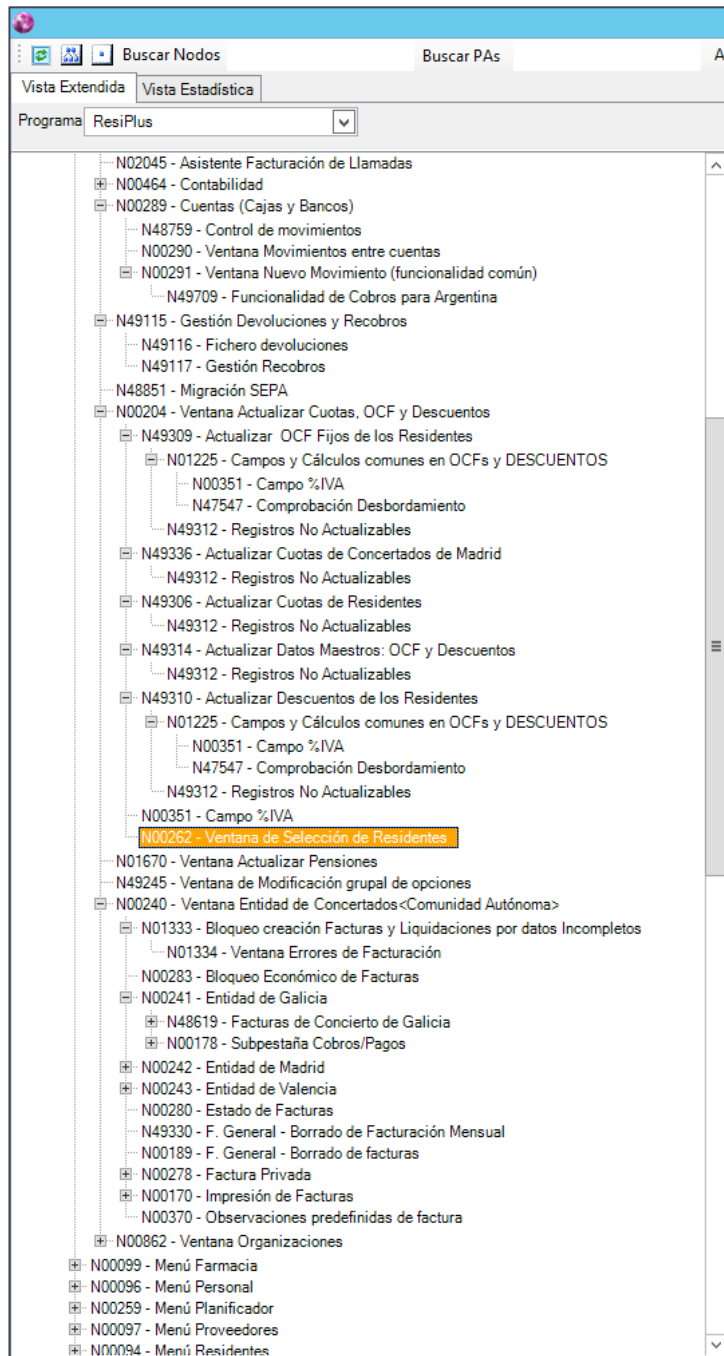 Buscar Nodos Buscar PAs A
Vista Extendida Vista Estadística
Programa ResiPlus
N02045 - Asistente Facturación de Llamadas
N00464 - Contabilidad
N00289 - Cuentas (Cajas y Bancos)
N48759 - Control de movimientos
N00290 - Ventana Movimientos entre cuentas
N00291 - Ventana Nuevo Movimiento (funcionalidad común)
N49709 - Funcionalidad de Cobros para Argentina
N49115 - Gestión Devoluciones y Recobros
N49116 - Fichero devoluciones
N49117 - Gestión Recobros
N48851 - Migración SEPA
N00204 - Ventana Actualizar Cuotas, OCF y Descuentos
N49309 - Actualizar  OCF Fijos de los Residentes
N01225 - Campos y Cálculos comunes en OCFs y DESCUENTOS
N00351 - Campo %IVA
N47547 - Comprobación Desbordamiento
N49312 - Registros No Actualizables
N49336 - Actualizar Cuotas de Concertados de Madrid
N49312 - Registros No Actualizables
N49306 - Actualizar Cuotas de Residentes
N49312 - Registros No Actualizables
N49314 - Actualizar Datos Maestros: OCF y Descuentos
N49312 - Registros No Actualizables
N49310 - Actualizar Descuentos de los Residentes
N01225 - Campos y Cálculos comunes en OCFs y DESCUENTOS
N00351 - Campo %IVA
N47547 - Comprobación Desbordamiento
N49312 - Registros No Actualizables
N00351 - Campo %IVA
N00262 - Ventana de Selección de Residentes
N01670 - Ventana Actualizar Pensiones
N49245 - Ventana de Modificación grupal de opciones
N00240 - Ventana Entidad de Concertados<Comunidad Autónoma>
N01333 - Bloqueo creación Facturas y Liquidaciones por datos Incompletos
N01334 - Ventana Errores de Facturación
N00283 - Bloqueo Económico de Facturas
N00241 - Entidad de Galicia
N48619 - Facturas de Concierto de Galicia
N00178 - Subpestaña Cobros/Pagos
N00242 - Entidad de Madrid
N00243 - Entidad de Valencia
N00280 - Estado de Facturas
N49330 - F. General - Borrado de Facturación Mensual
N00189 - F. General - Borrado de facturas
N00278 - Factura Privada
N00170 - Impresión de Facturas
N00370 - Observaciones predefinidas de factura
N00862 - Ventana Organizaciones
N00099 - Menú Farmacia
N00096 - Menú Personal
N00259 - Menú Planificador
N00097 - Menú Proveedores
N00094 - Menú Residentes